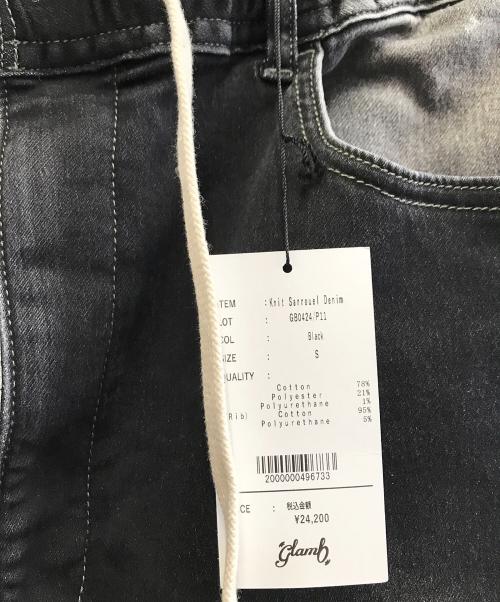 TEM : Knit Sarrouel Denim
LOT : GB0424/P11
COL : Black
SIZE : S
QUALITY :
Cotton 78%
Polyester 21%
Polyurethane 1%
Rib) Cotton 95%
Polyurethane 5%
2000000496733
CE : 税込金額
¥24,200
glamb